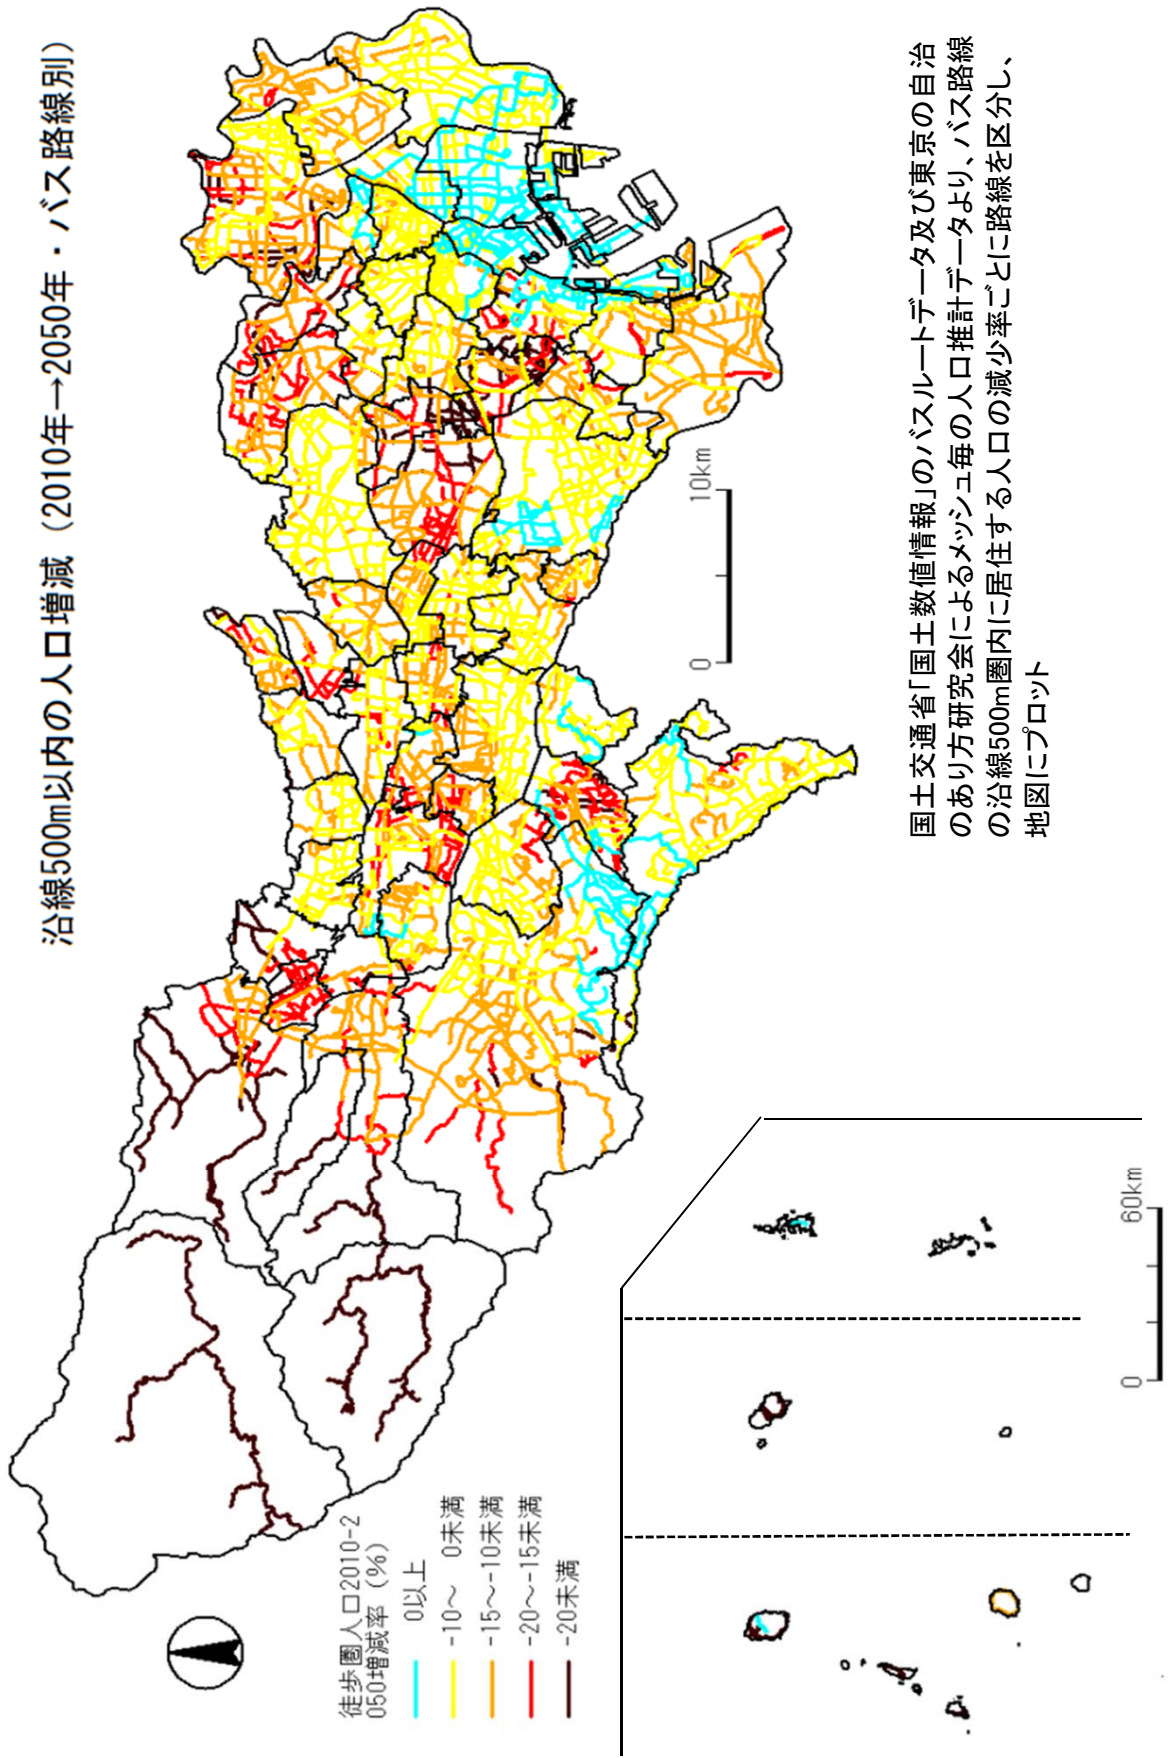 沿線500m以内の人口増減（2010年→2050年・バス路線別）
国土交通省「国土数値情報」のバスルートデータ及び東京の自治
のあり方研究会によるメッシュ毎の人口推計データより、バス路線
の沿線500m圏内に居住する人口の減少率ごとに路線を区分し、
地図にプロット
0 10km
徒歩圏人口2010-2
050増減率（%）
0以上
-10～ 0未満
-15～-10未満
-20～-15未満
-20未満
0 60km